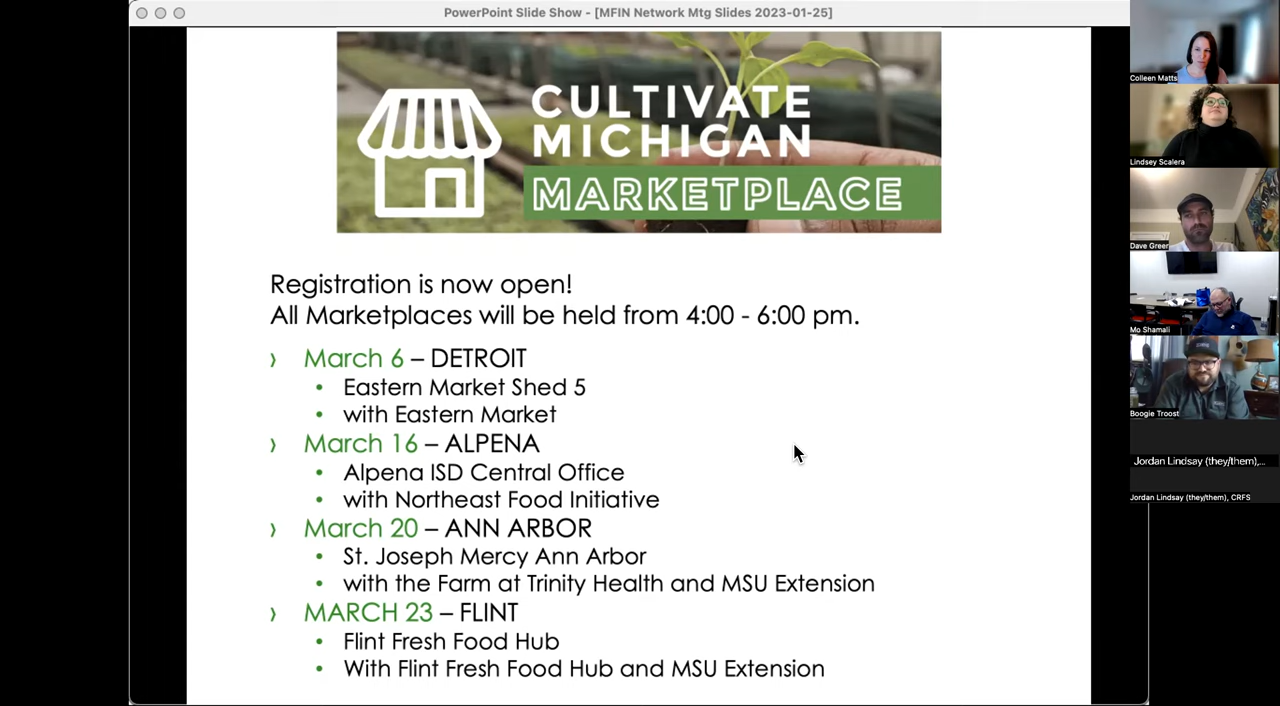 PowerPoint Slide Show - [MFIN Network Mtg Slides 2023-01-25]
CULTIVATE
MICHIGAN
MARKETPLACE
Registration is now open!
All Marketplaces will be held from 4:00 - 6:00 pm.
› March 6 – DETROIT
• Eastern Market Shed 5
• with Eastern Market
› March 16 – ALPENA
• Alpena ISD Central Office
• with Northeast Food Initiative
› March 20 – ANN ARBOR
• St. Joseph Mercy Ann Arbor
• with the Farm at Trinity Health and MSU Extension
› MARCH 23 – FLINT
• Flint Fresh Food Hub
• With Flint Fresh Food Hub and MSU Extension
Colleen Matts
Lindsey Scalera
Dave Greer
Mo Shamali
Boogie Troost
Jordan Lindsay (they/them),...
Jordan Lindsay (they/them), CRFS